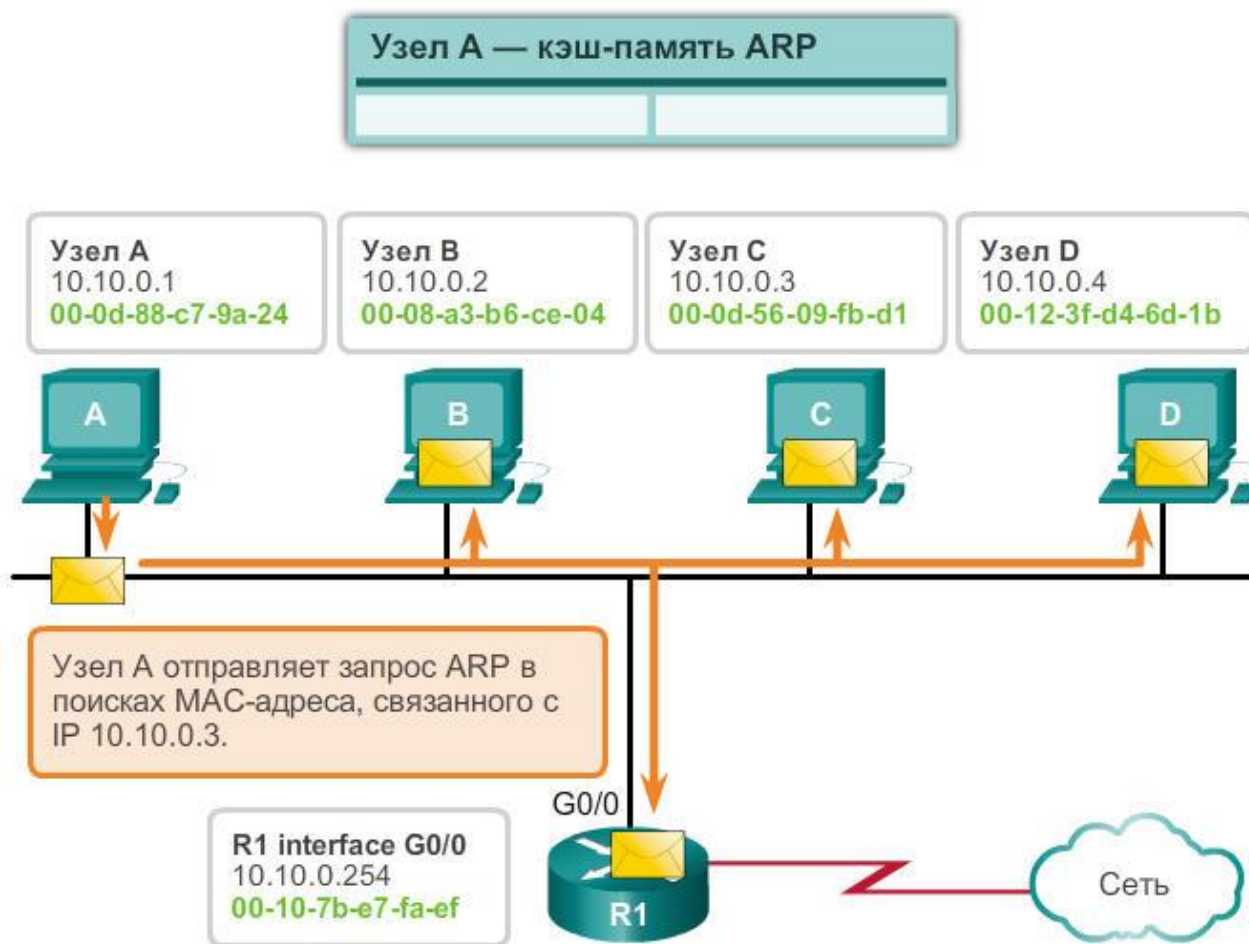 Узел A — кэш-память ARP
Узел A
10.10.0.1
00-0d-88-c7-9a-24
Узел B
10.10.0.2
00-08-a3-b6-ce-04
Узел C
10.10.0.3
00-0d-56-09-fb-d1
Узел D
10.10.0.4
00-12-3f-d4-6d-1b
A
B
C
D
Узел A отправляет запрос ARP в
поисках MAC-адреса, связанного с
IP 10.10.0.3.
G0/0
R1 interface G0/0
10.10.0.254
00-10-7b-e7-fa-ef
R1
Сеть